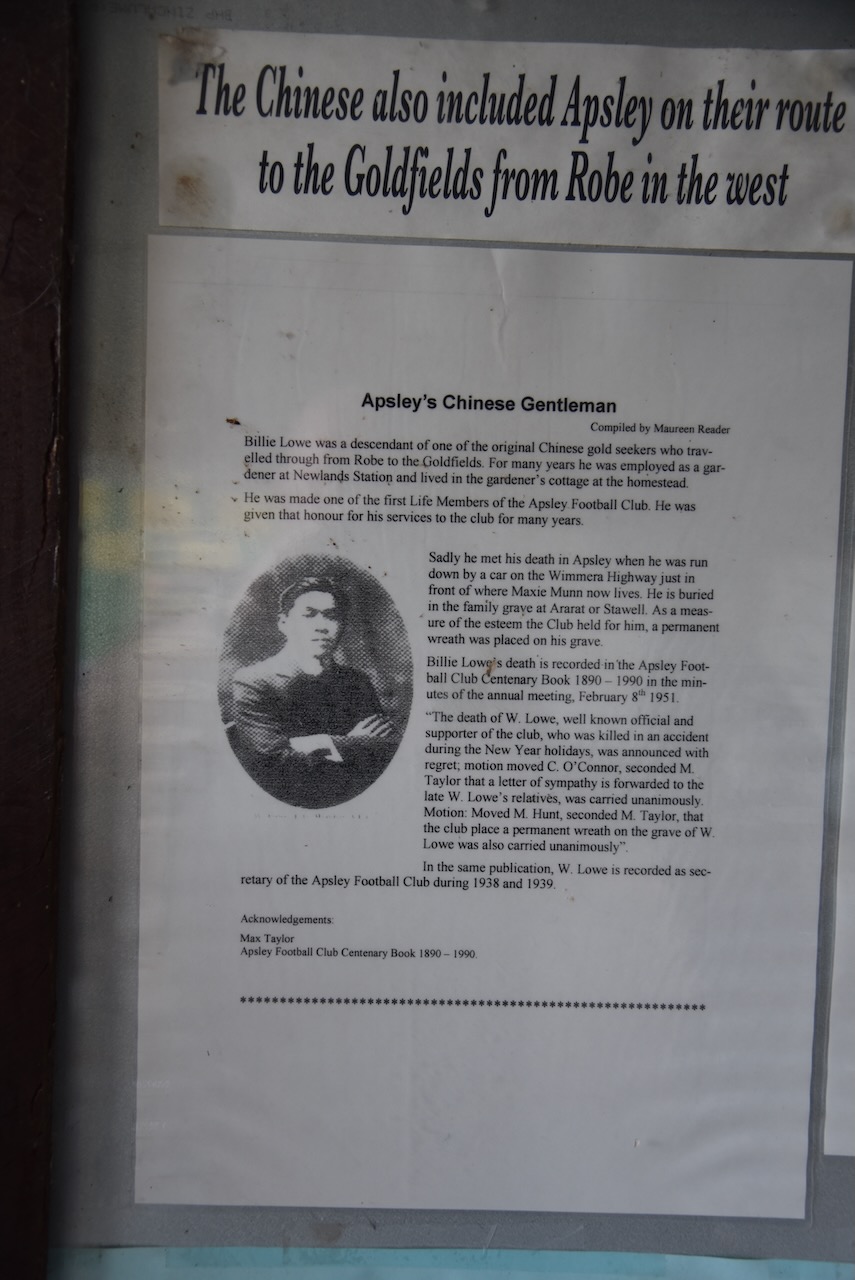 The Chinese also included Apsley on their route
to the Goldfields from Robe in the west
Apsley's Chinese Gentleman
Compiled by Maureen Reader
Billie Lowe was a descendant of one of the original Chinese gold seekers who trav-
elled through from Robe to the Goldfields. For many years he was employed as a gar-
dener at Newlands Station and lived in the gardener's cottage at the homestead.
He was made one of the first Life Members of the Apsley Football Club. He was
given that honour for his services to the club for many years.
Sadly he met his death in Apsley when he was run
down by a car on the Wimmera Highway just in
front of where Maxie Munn now lives. He is buried
in the family grave at Ararat or Stawell. As a meas-
ure of the esteem the Club held for him, a permanent
wreath was placed on his grave.
Billie Lowe's death is recorded in the Apsley Foot-
ball Club Centenary Book 1890 – 1990 in the min-
utes of the annual meeting, February 8th 1951.
"The death of W. Lowe, well known official and
supporter of the club, who was killed in an accident
during the New Year holidays, was announced with
regret; motion moved C. O'Connor, seconded M.
Taylor that a letter of sympathy is forwarded to the
late W. Lowe's relatives, was carried unanimously.
Motion: Moved M. Hunt, seconded M. Taylor, that
the club place a permanent wreath on the grave of W.
Lowe was also carried unanimously".
In the same publication, W. Lowe is recorded as sec-
retary of the Apsley Football Club during 1938 and 1939.
Acknowledgements:
Max Taylor
Apsley Football Club Centenary Book 1890 – 1990.